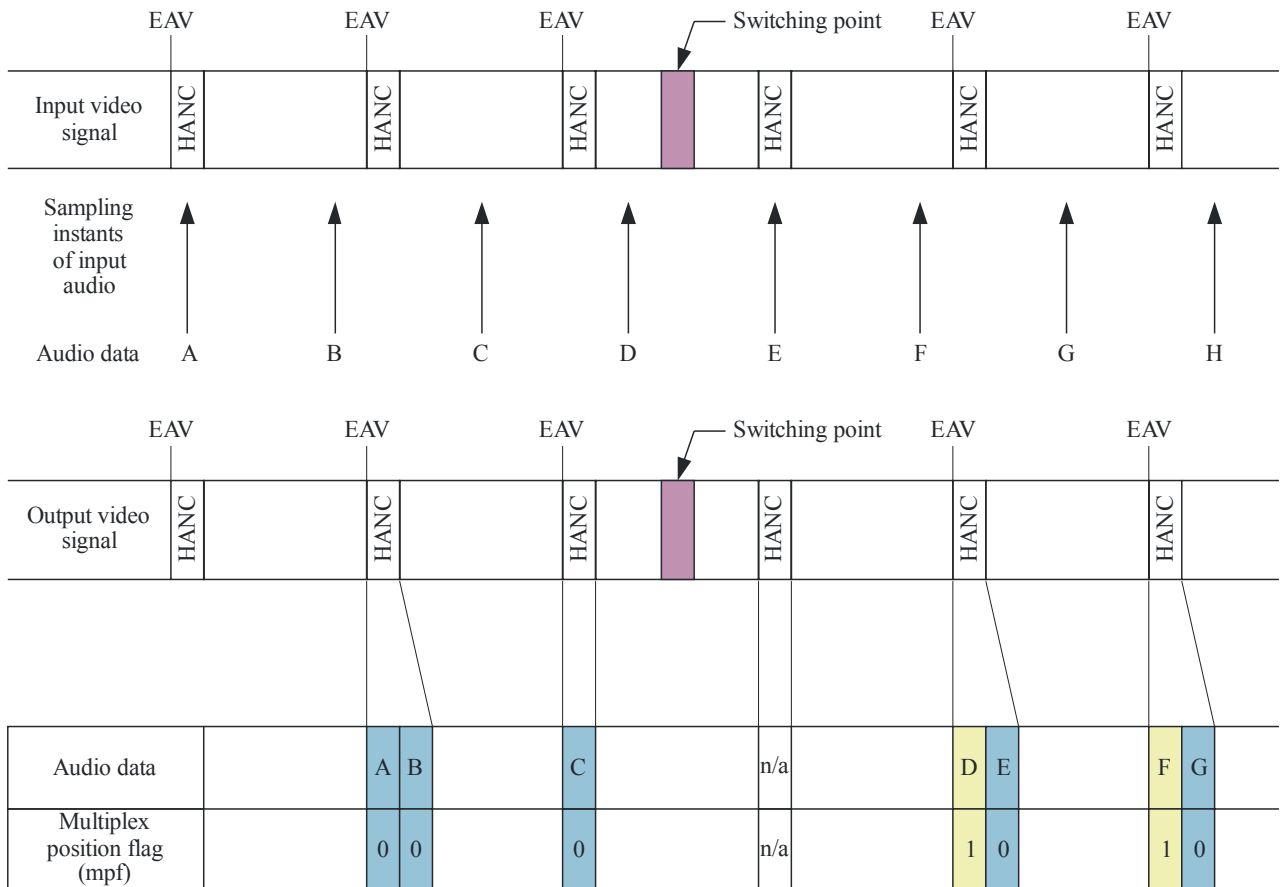 EAV EAV EAV Switching point EAV EAV
Input video
signal
HANC HANC HANC HANC HANC HANC
Sampling
instants
of input
audio
Audio data A B C D E F G H
EAV EAV EAV Switching point EAV EAV
Output video
signal
HANC HANC HANC HANC HANC HANC
Audio data A B C n/a D E F G
Multiplex
position flag
(mpf)
0 0 0 n/a 1 0 1 0